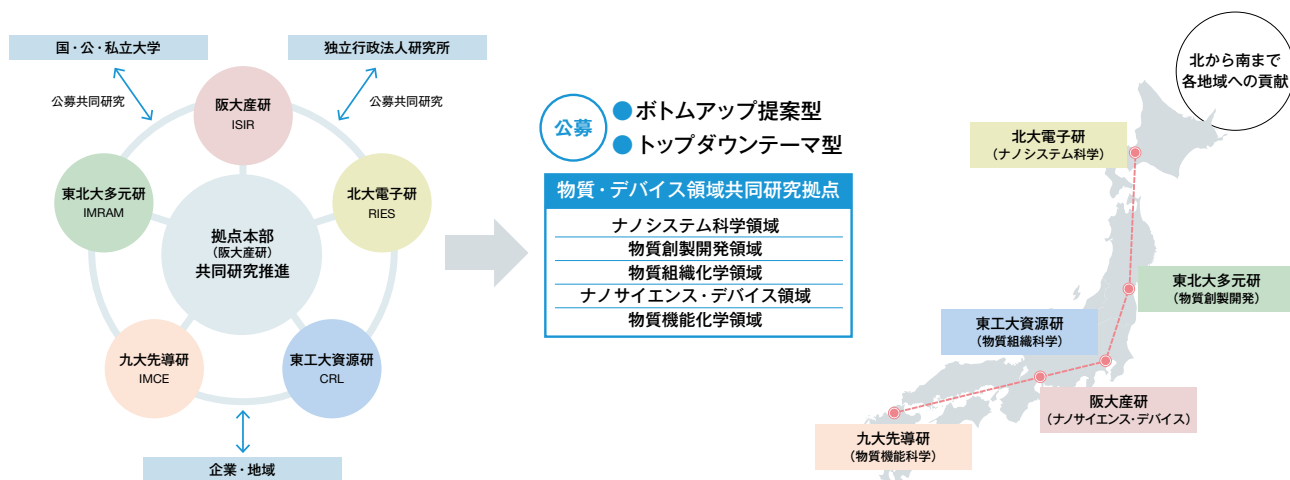 国・公・私立大学
独立行政法人研究所
公募共同研究
公募共同研究
阪大産研
ISIR
東北大多元研
IMRAM
北大電子研
RIES
拠点本部
(阪大産研)
共同研究推進
九大先導研
IMCE
東工大資源研
CRL
企業・地域
公募
●ボトムアップ提案型
●トップダウンテーマ型
物質・デバイス領域共同研究拠点
ナノシステム科学領域
物質創製開発領域
物質組織化学領域
ナノサイエンス・デバイス領域
物質機能化学領域
北から南まで
各地域への貢献
北大電子研
(ナノシステム科学)
東北大多元研
(物質創製開発)
東工大資源研
(物質組織科学)
阪大産研
(ナノサイエンス・デバイス)
九大先導研
(物質機能科学)